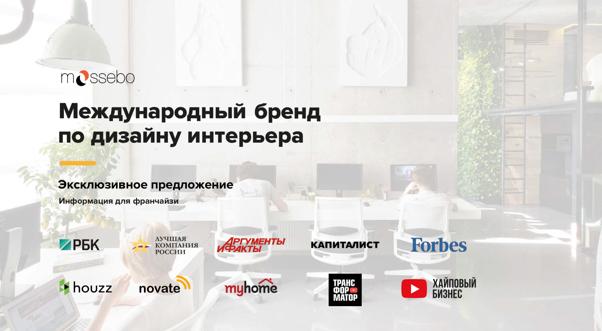 mossebo
Международный бренд
по дизайну интерьера
Эксклюзивное предложение
Информация для франчайзи
РБК
ЛУЧШАЯ
КОМПАНИЯ
РОССИИ
АРГУМЕНТЫ
И ФАКТЫ
КАПИТАЛИСТ
Forbes
houzz
novate
myhome
ТРАНС
ФОР
МАТОР
ХАЙПОВЫЙ
БИЗНЕС